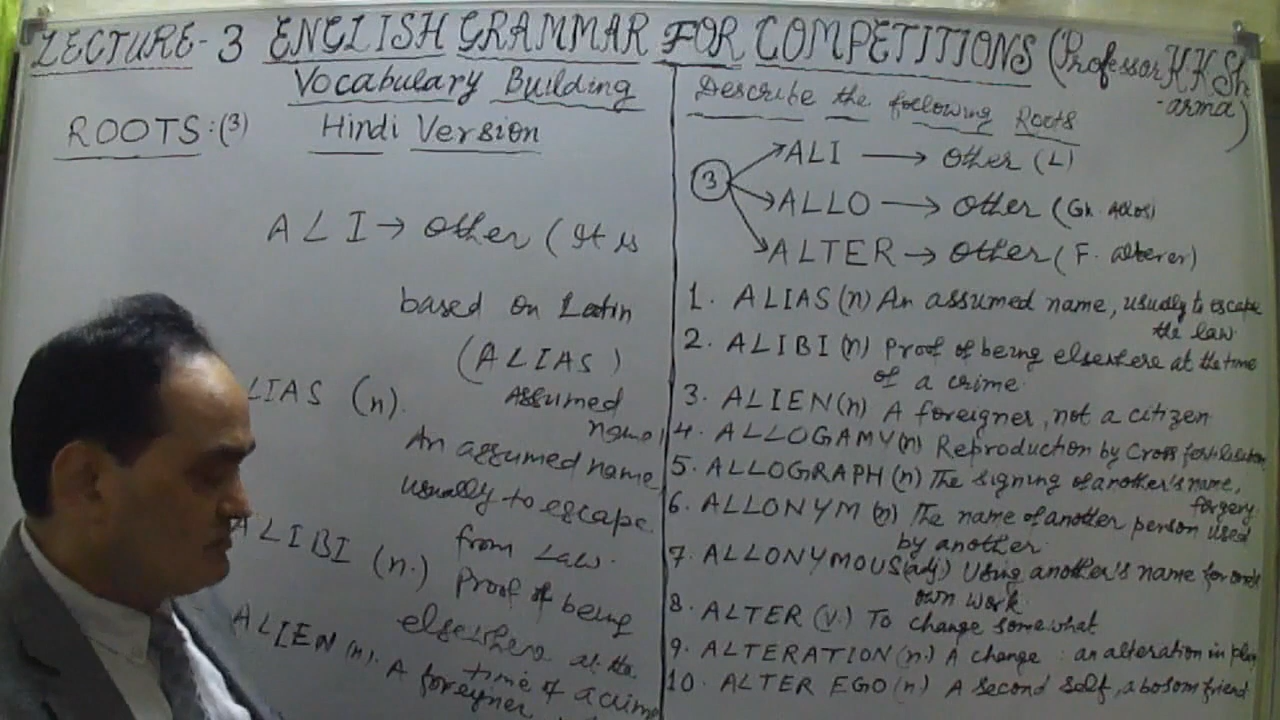 LECTURE-3 ENGLISH GRAMMAR FOR COMPETITIONS (Professor KK Sh
-arma)
Vocabulary Building
ROOTS:(3) Hindi Version
ALI → Other (It is
based on Latin
(ALIAS)
LIAS (n). Assumed
name,
An assumed name
usually to escape
from Law.
ALIBI (n.) Proof of being
elsewhere at the
time of a crime
ALIEN (n). A foreigner
Describe the following Roots
3
ALI → Other (L)
ALLO → Other (Gk. Allos)
ALTER → Other (F. alterer)
1. ALIAS (n) An assumed name, usually to escape
the law.
2. ALIBI (n) Proof of being elsewhere at the time
of a crime.
3. ALIEN (n) A foreigner, not a citizen
4. ALLOGAMY (n) Reproduction by Cross fertilisation
5. ALLOGRAPH (n) The signing of another's name,
forgery.
6. ALLONYM (n) The name of another person used
by another.
7. ALLONYMOUS (adj) Using another's name for one's
own work.
8. ALTER (v.) To change somewhat
9. ALTERATION (n.) A change : an alteration in plan
10. ALTER EGO (n) A second self, a bosom friend